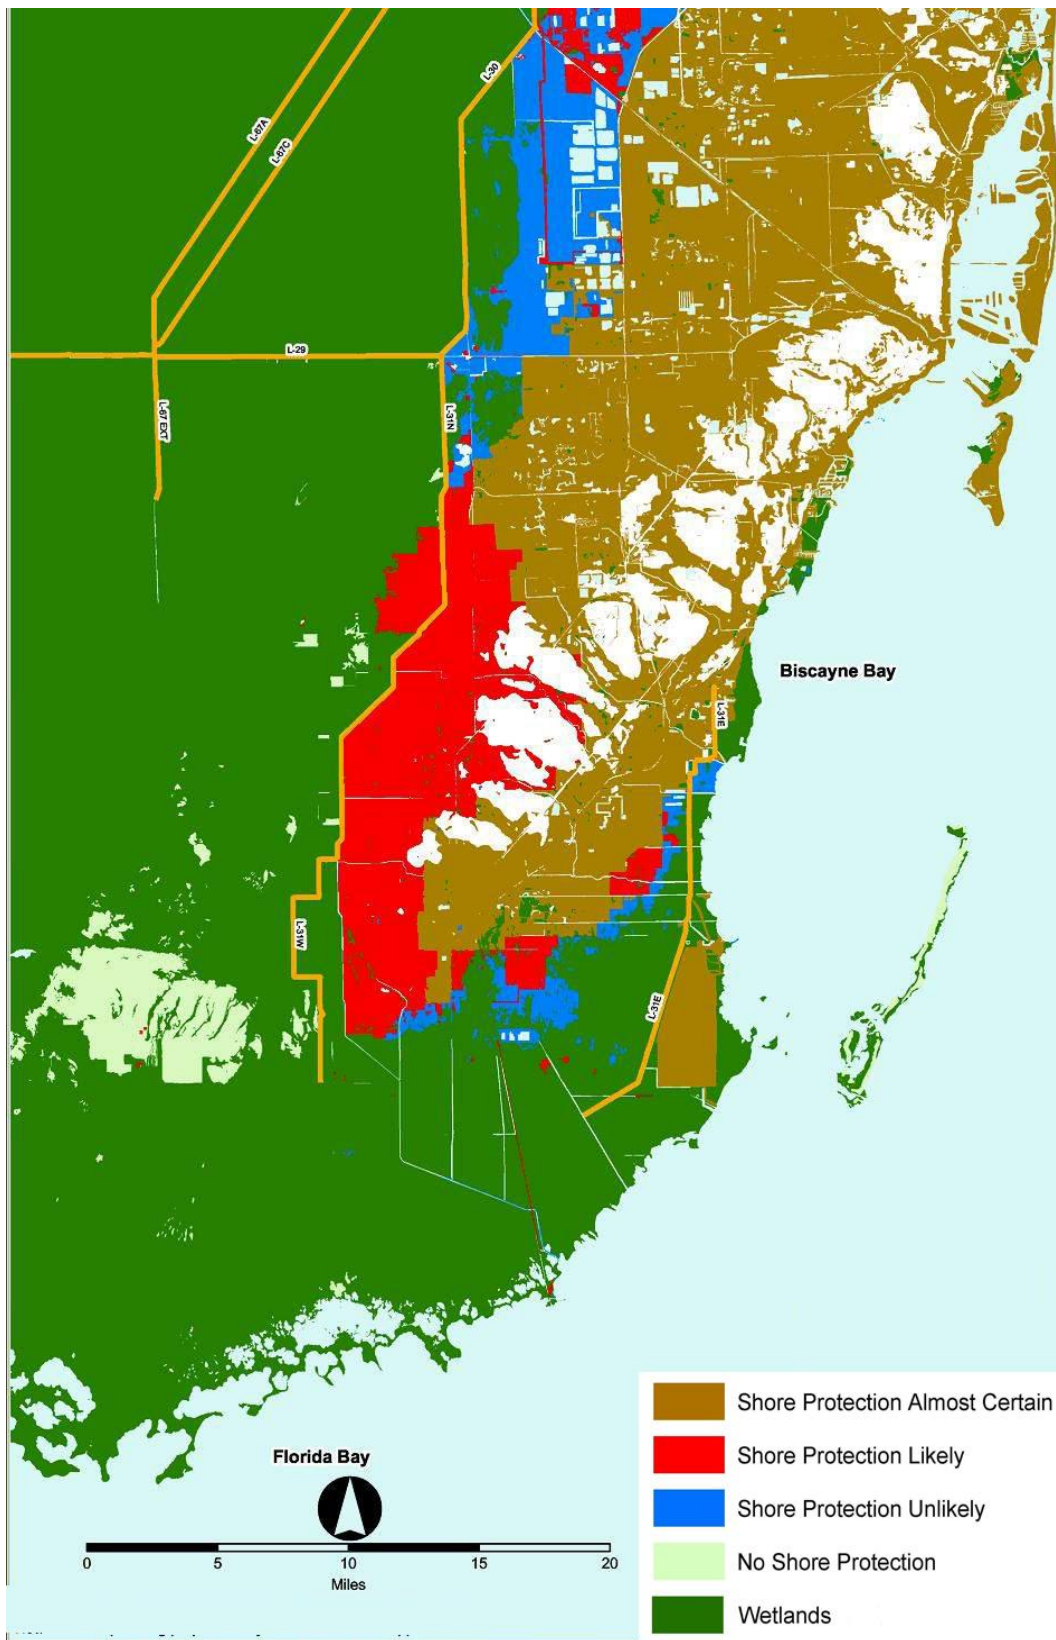 L-30
L-67A
L-67C
L-29
L-67 EXT
L-31N
Biscayne Bay
L-31E
L-31W
L-31E
Florida Bay
0 5 10 15 20
Miles
Shore Protection Almost Certain
Shore Protection Likely
Shore Protection Unlikely
No Shore Protection
Wetlands